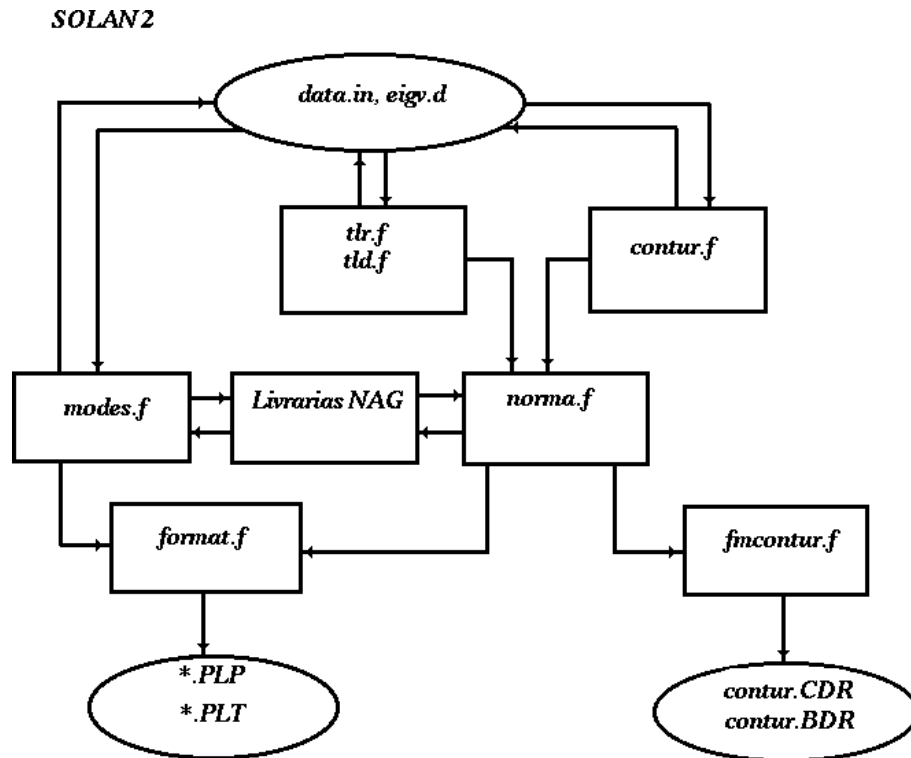 SOLAN2
data.in, eigv.d
tlr.f
tld.f
contur.f
modes.f
Livrarias NAG
norma.f
format.f
fmcontur.f
*.PLP
*.PLT
contur.CDR
contur.BDR